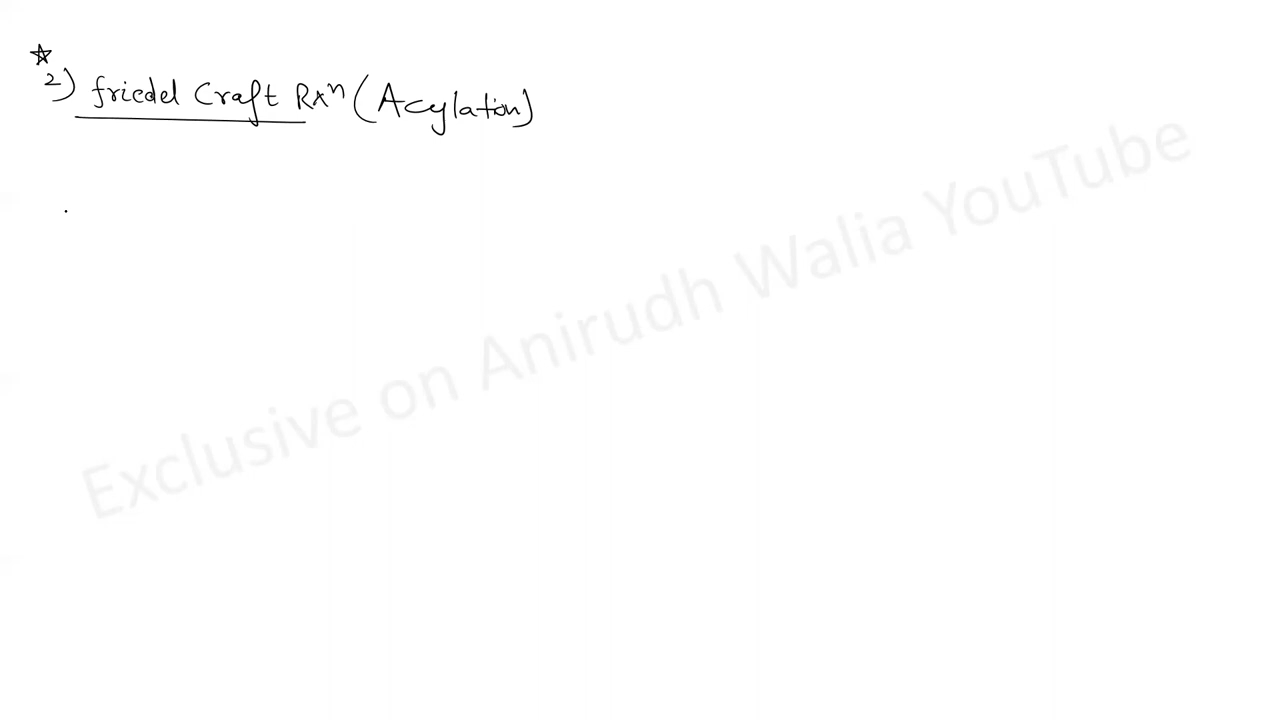 ☆
2) friedel Craft Rxⁿ (Acylation)
Exclusive on Anirudh Walia YouTube